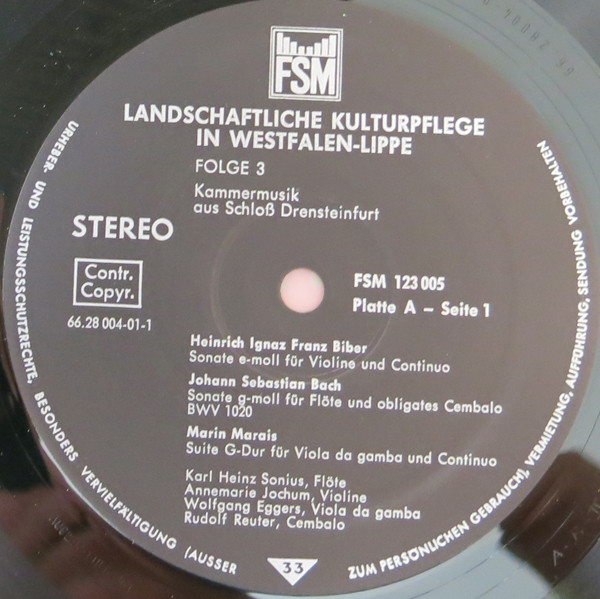 FSM
LANDSCHAFTLICHE KULTURPFLEGE
IN WESTFALEN-LIPPE
FOLGE 3
Kammermusik
aus Schloß Drensteinfurt
STEREO
Contr.
Copyr.
66.28 004-01-1
FSM 123 005
Platte A – Seite 1
Heinrich Ignaz Franz Biber
Sonate e-moll für Violine und Continuo
Johann Sebastian Bach
Sonate g-moll für Flöte und obligates Cembalo
BWV 1020
Marin Marais
Suite G-Dur für Viola da gamba und Continuo
Karl Heinz Sonius, Flöte
Annemarie Jochum, Violine
Wolfgang Eggers, Viola da gamba
Rudolf Reuter, Cembalo
33
URHEBER- UND LEISTUNGSSCHUTZRECHTE, BESONDERS VERVIELFÄLTIGUNG (AUSSER ZUM PERSÖNLICHEN GEBRAUCH), VERMIETUNG, AUFFÜHRUNG, SENDUNG VORBEHALTEN